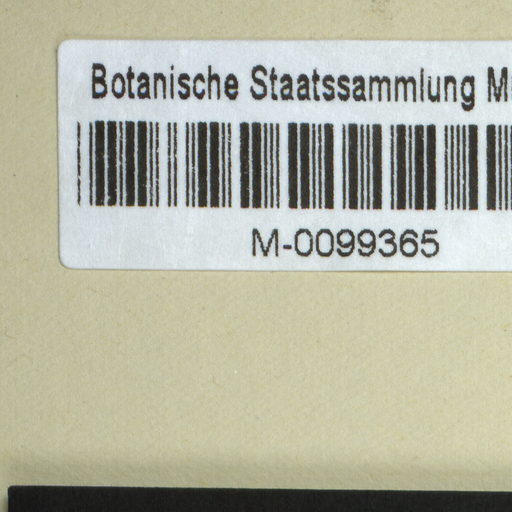 Botanische Staatssammlung M
M-0099365